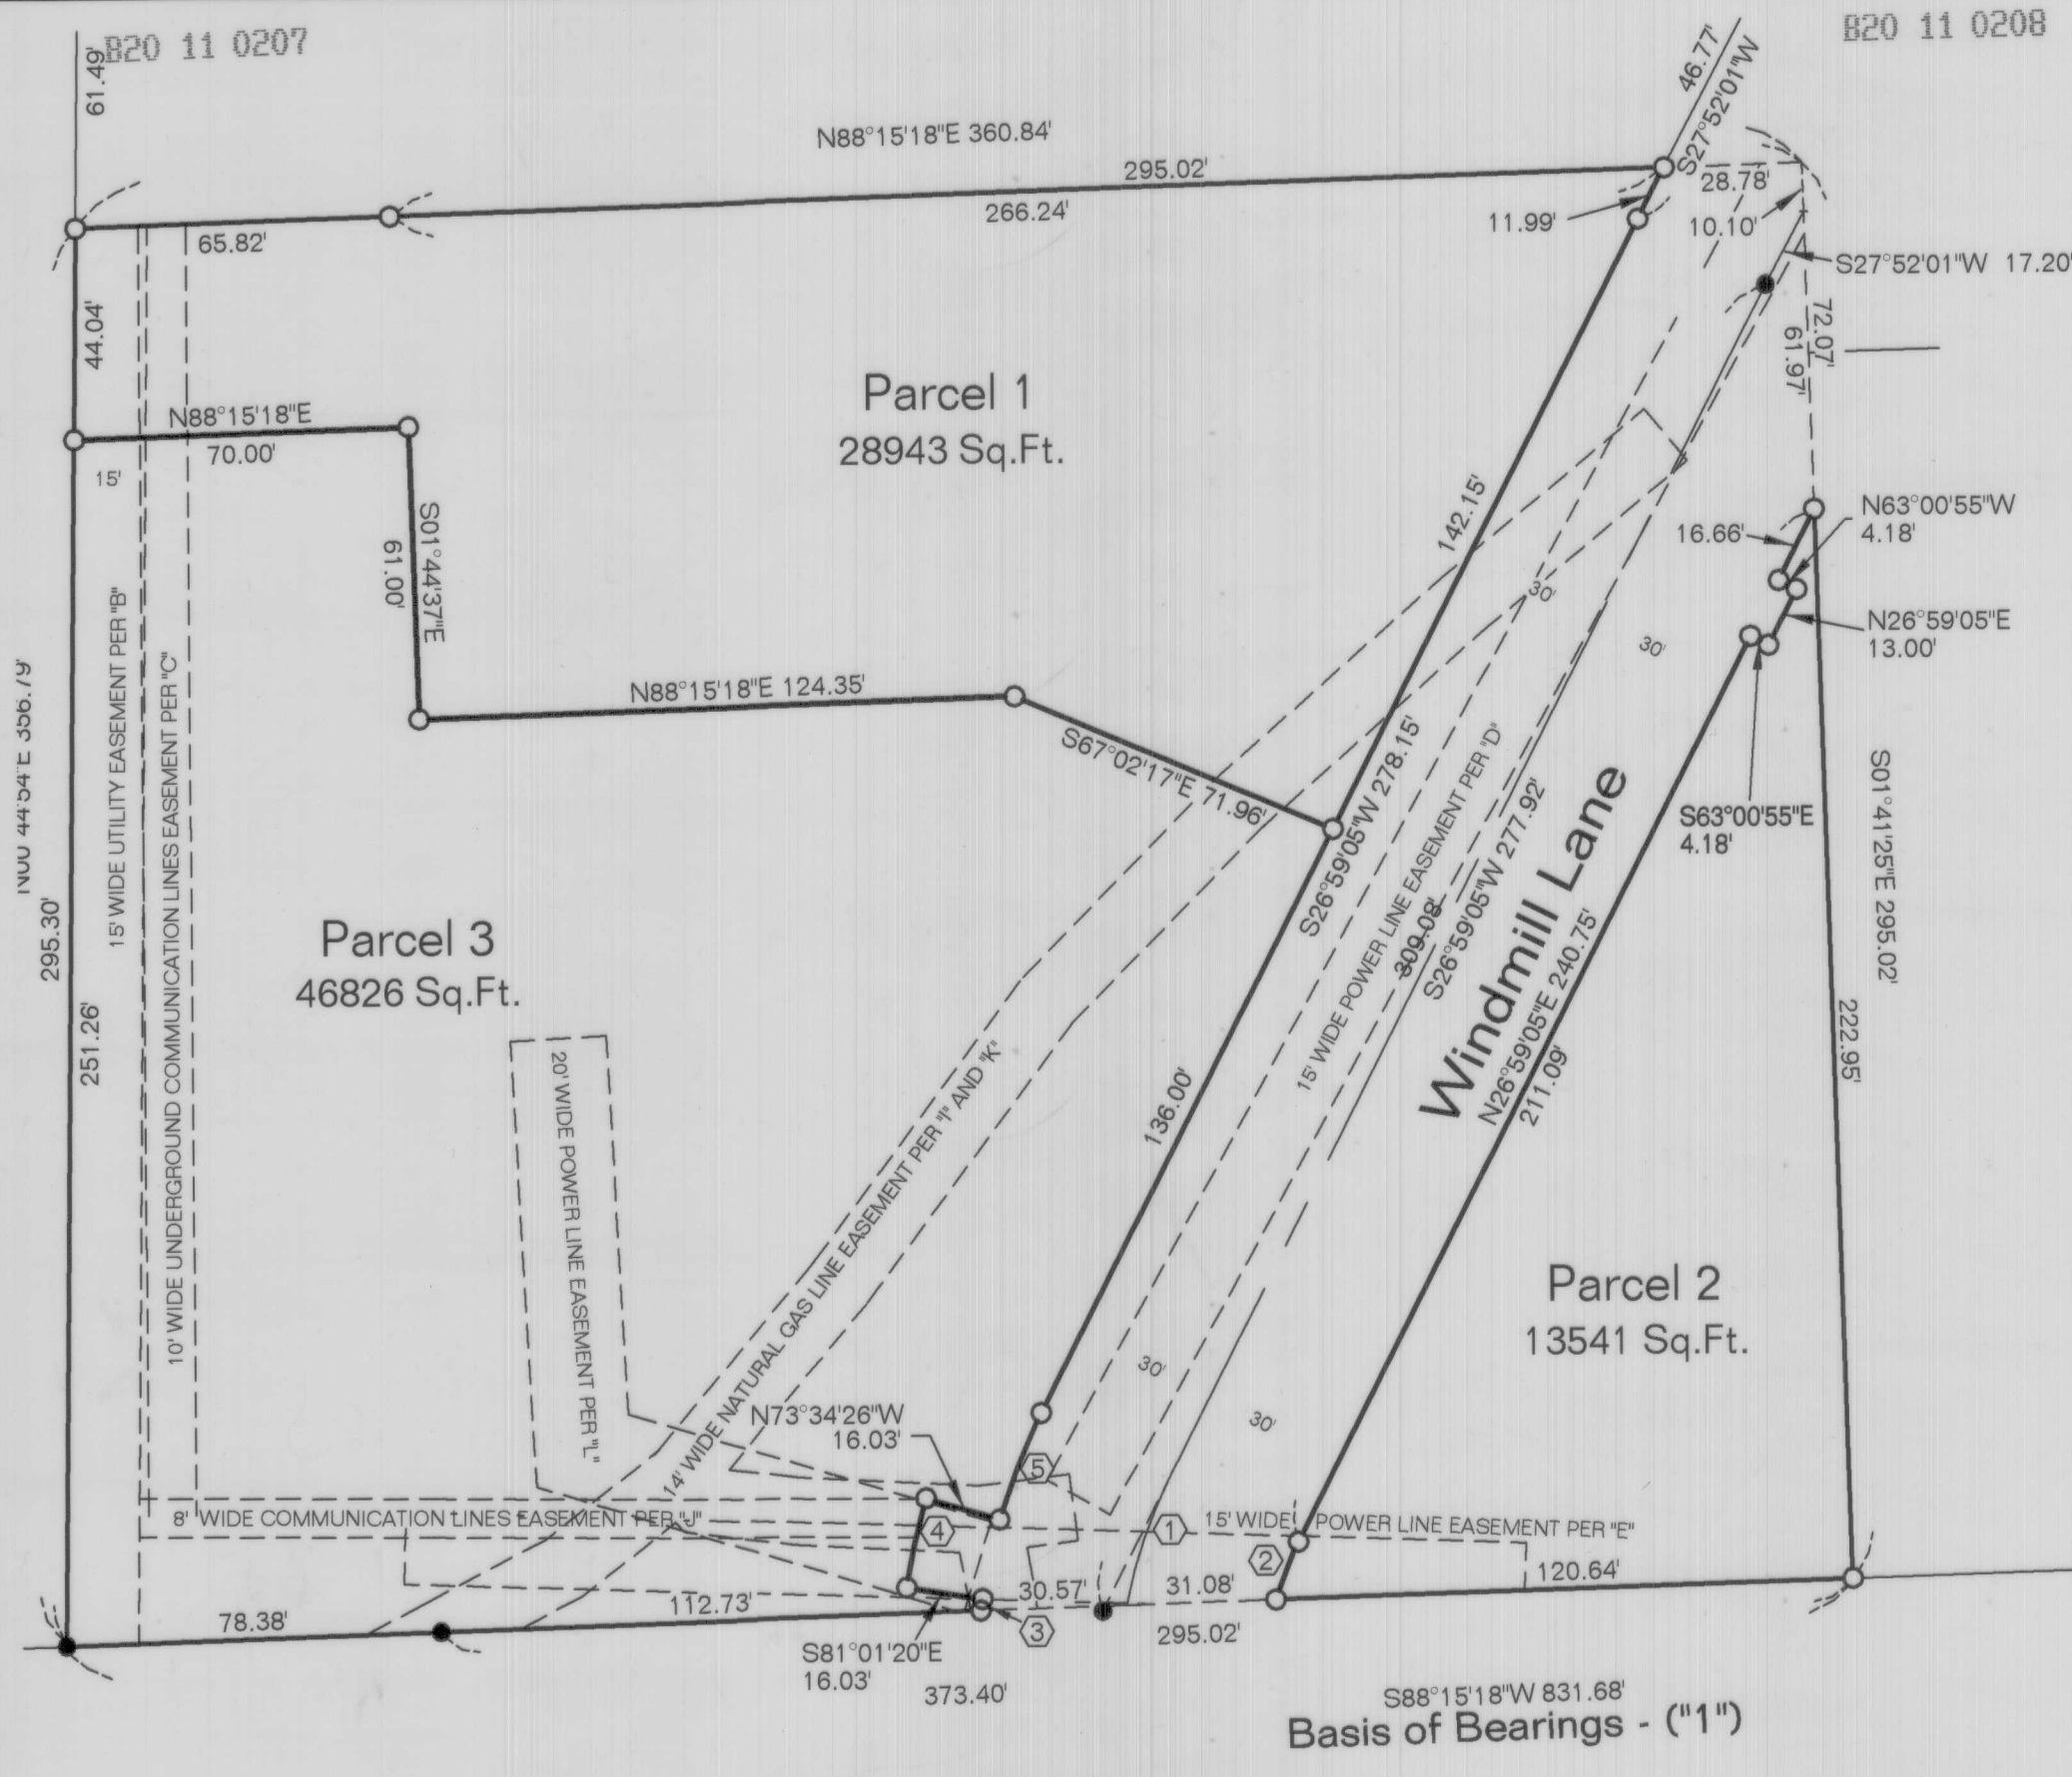 B20 11 0207
B20 11 0208
61.49'
46.77'
S27°52'01"W
N88°15'18"E 360.84'
295.02'
266.24'
28.78'
11.99'
10.10'
65.82'
S27°52'01"W 17.20'
44.04'
72.07'
61.97'
Parcel 1
28943 Sq.Ft.
N88°15'18"E
70.00'
15'
S01°44'37"E
61.00'
142.15'
N63°00'55"W
4.18'
16.66'
30'
N26°59'05"E
13.00'
30'
N88°15'18"E 124.35'
S67°02'17"E 71.96'
S26°59'05"W 278.15'
15' WIDE POWER LINE EASEMENT PER "D"
309.08'
S26°59'05"W 277.92'
Windmill Lane
N26°59'05"E 240.75'
211.09'
S63°00'55"E
4.18'
S01°41'25"E 295.02'
222.95'
295.30'
251.26'
15' WIDE UTILITY EASEMENT PER "B"
10' WIDE UNDERGROUND COMMUNICATION LINES EASEMENT PER "C"
Parcel 3
46826 Sq.Ft.
20' WIDE POWER LINE EASEMENT PER "L"
14' WIDE NATURAL GAS LINE EASEMENT PER "I" AND "K"
136.00'
Parcel 2
13541 Sq.Ft.
30'
30'
N73°34'26"W
16.03'
5
8' WIDE COMMUNICATION LINES EASEMENT PER "J"
4
1
15' WIDE POWER LINE EASEMENT PER "E"
2
120.64'
30.57'
31.08'
78.38'
112.73'
3
295.02'
S81°01'20"E
16.03'
373.40'
S88°15'18"W 831.68'
Basis of Bearings - ("1")